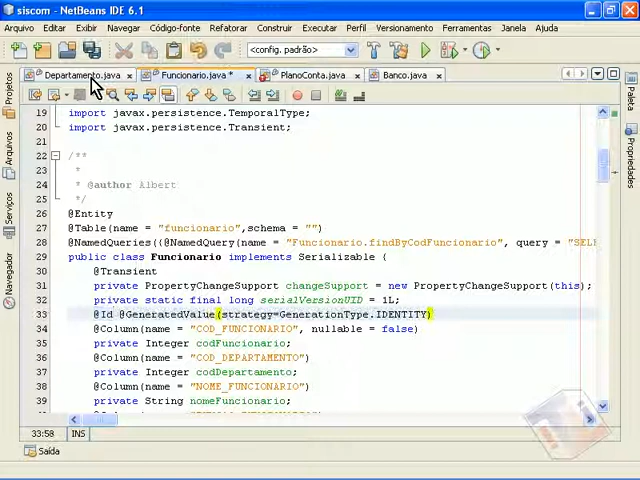 siscom - NetBeans IDE 6.1
Arquivo Editar Exibir Navegar Código-fonte Refatorar Construir Executar Perfil Versionamento Ferramentas Janela Ajuda
<config. padrão>
Departamento.java Funcionario.java * PlanoConta.java Banco.java
Projetos
Arquivos
Serviços
Navegador
Paleta
Propriedades
19 import javax.persistence.TemporalType;
20 import javax.persistence.Transient;
21
22 /**
23 *
24 * @author Albert
25 */
26 @Entity
27 @Table(name = "funcionario",schema = "")
28 @NamedQueries({@NamedQuery(name = "Funcionario.findByCodFuncionario", query = "SELE
29 public class Funcionario implements Serializable {
30 @Transient
31 private PropertyChangeSupport changeSupport = new PropertyChangeSupport(this);
32 private static final long serialVersionUID = 1L;
33 @Id @GeneratedValue(strategy=GenerationType.IDENTITY)
34 @Column(name = "COD_FUNCIONARIO", nullable = false)
35 private Integer codFuncionario;
36 @Column(name = "COD_DEPARTAMENTO")
37 private Integer codDepartamento;
38 @Column(name = "NOME_FUNCIONARIO")
39 private String nomeFuncionario;
33:58 INS
Saída